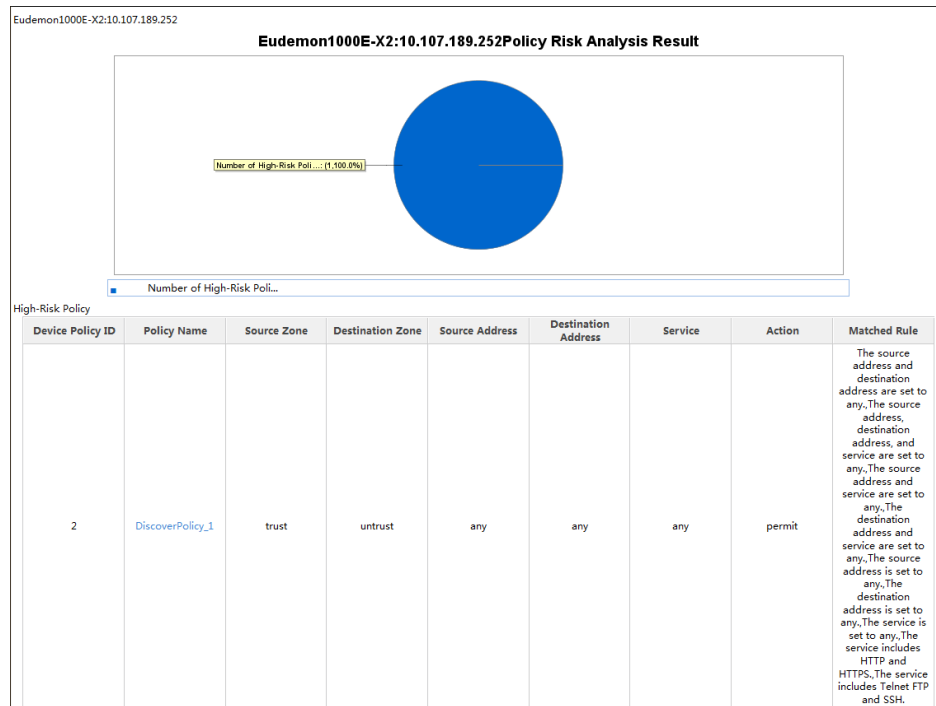 Eudemon1000E-X2:10.107.189.252
Eudemon1000E-X2:10.107.189.252Policy Risk Analysis Result
Number of High-Risk Poli...: (1,100.0%)
Number of High-Risk Poli...
High-Risk Policy
Device Policy ID
Policy Name
Source Zone
Destination Zone
Source Address
Destination
Address
Service
Action
Matched Rule
2
DiscoverPolicy_1
trust
untrust
any
any
any
permit
The source
address and
destination
address are set to
any.,The source
address,
destination
address, and
service are set to
any.,The source
address and
service are set to
any.,The
destination
address and
service are set to
any.,The source
address is set to
any.,The
destination
address is set to
any.,The service is
set to any.,The
service includes
HTTP and
HTTPS.,The service
includes Telnet FTP
and SSH.